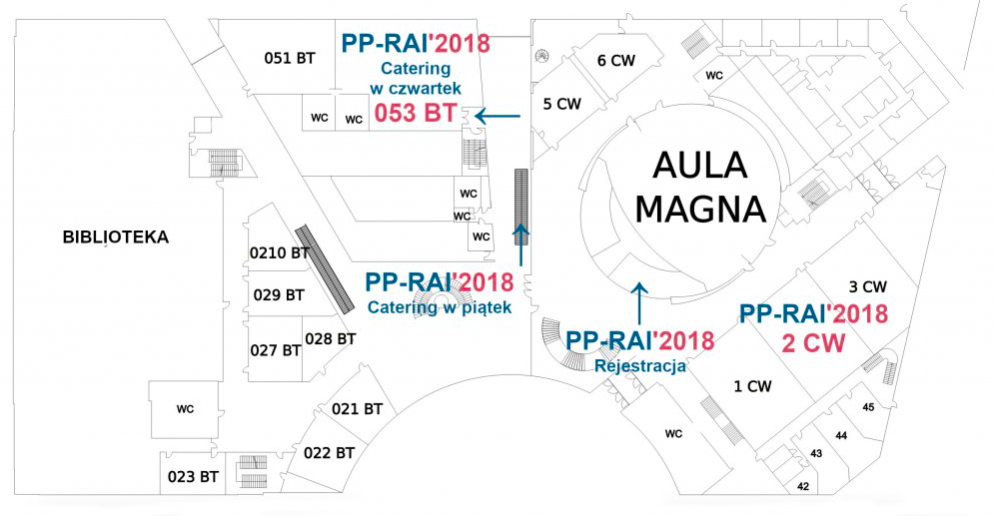 051 BT
PP-RAI'2018
Catering
w czwartek
053 BT
WC
WC
6 CW
5 CW
WC
AULA
MAGNA
WC
WC
WC
BIBLIOTEKA
0210 BT
029 BT
027 BT
028 BT
PP-RAI'2018
Catering w piątek
PP-RAI'2018
Rejestracja
3 CW
PP-RAI'2018
2 CW
1 CW
WC
021 BT
022 BT
023 BT
WC
45
44
43
42